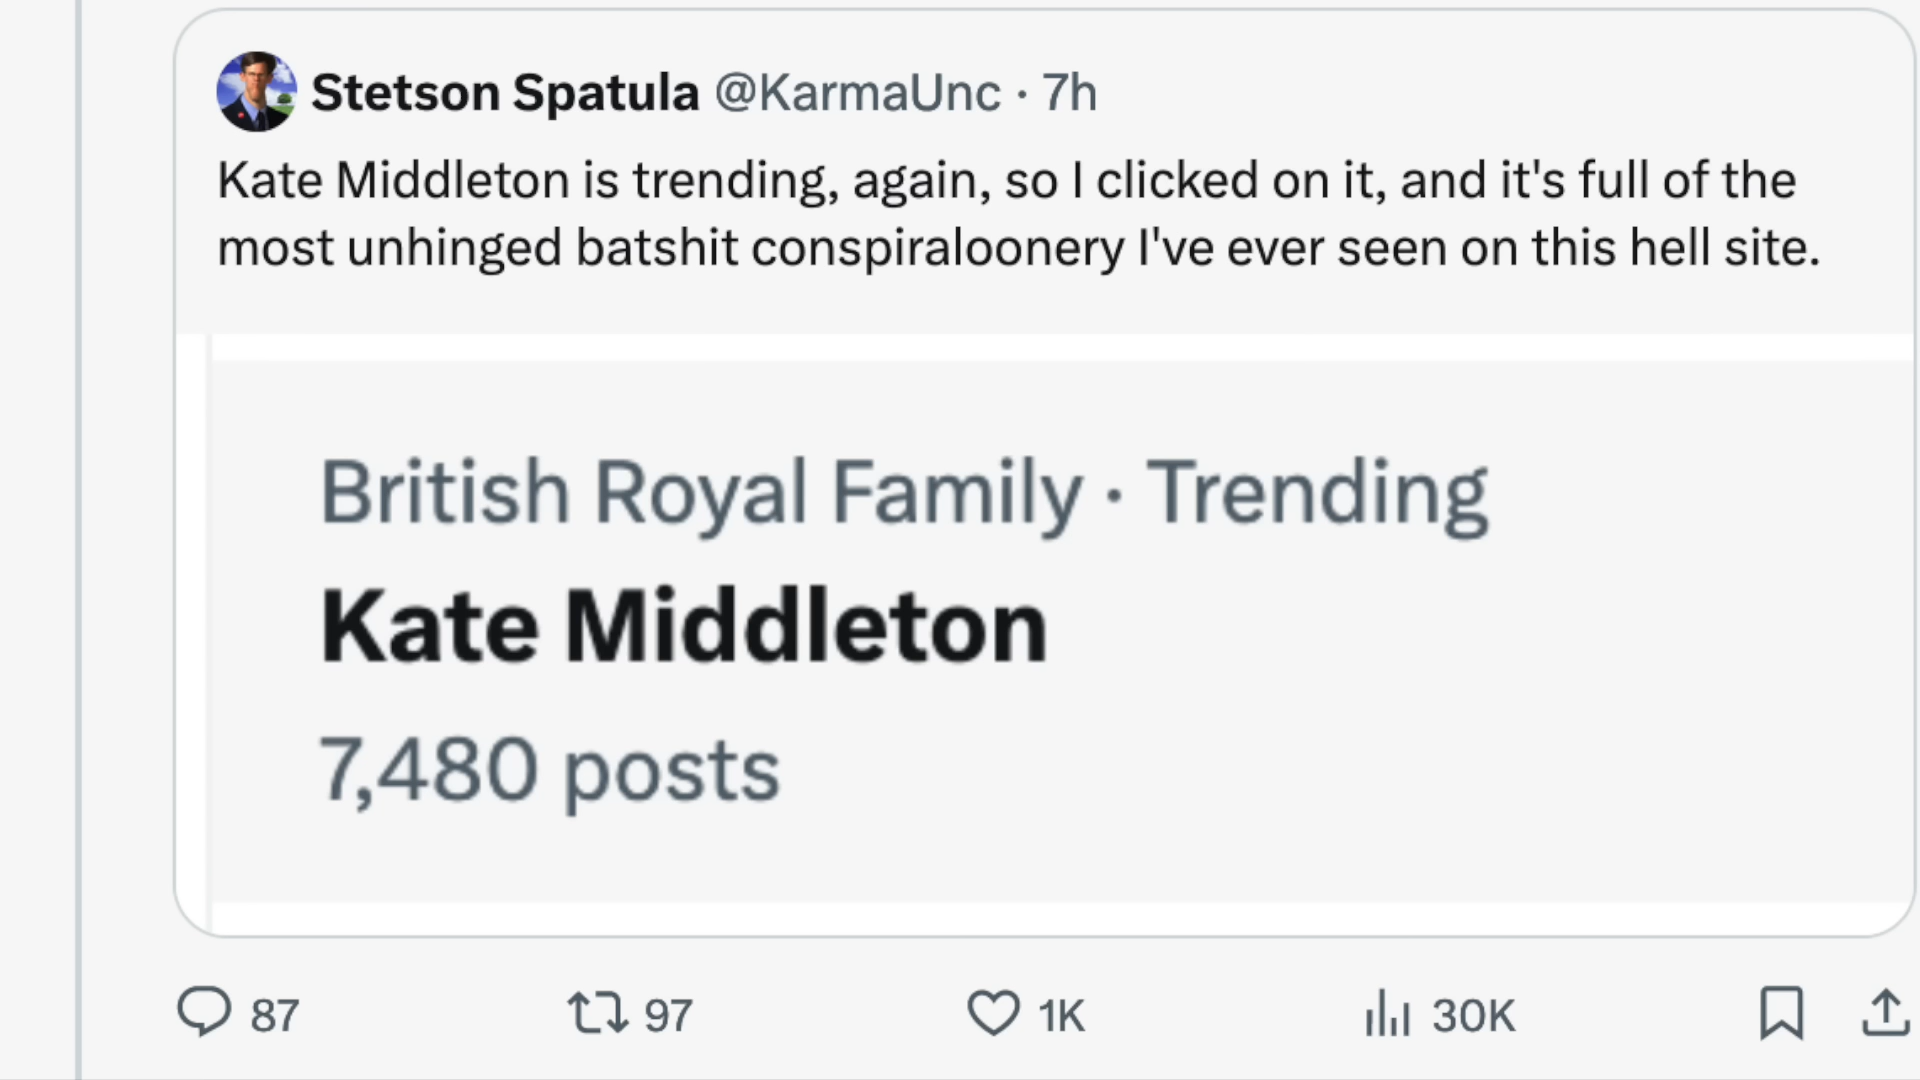 Stetson Spatula @KarmaUnc · 7h
Kate Middleton is trending, again, so I clicked on it, and it's full of the
most unhinged batshit conspiraloonery I've ever seen on this hell site.
British Royal Family · Trending
Kate Middleton
7,480 posts
87 97 1K 30K